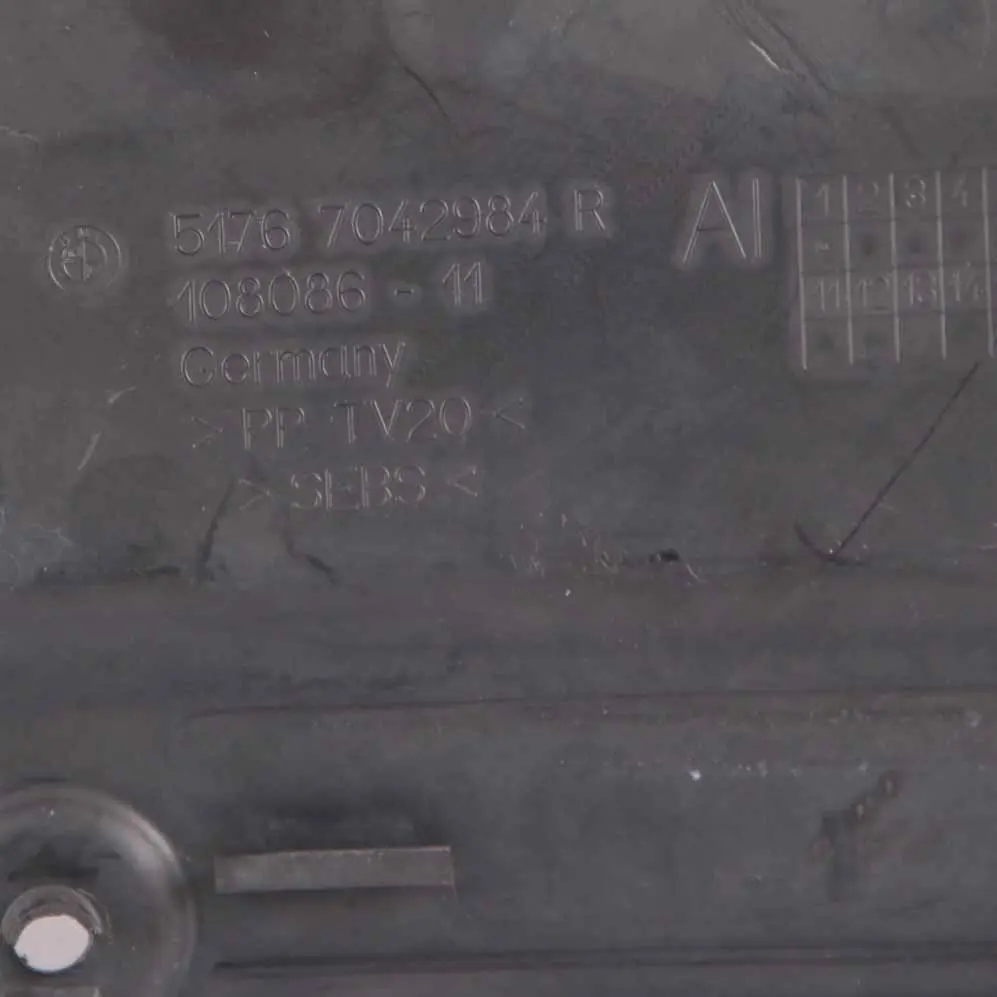 5176 7042984 R
108086 - 11
Germany
> PP TV20 <
> SEBS <
AI
1 2 3 4
11 12 13 14